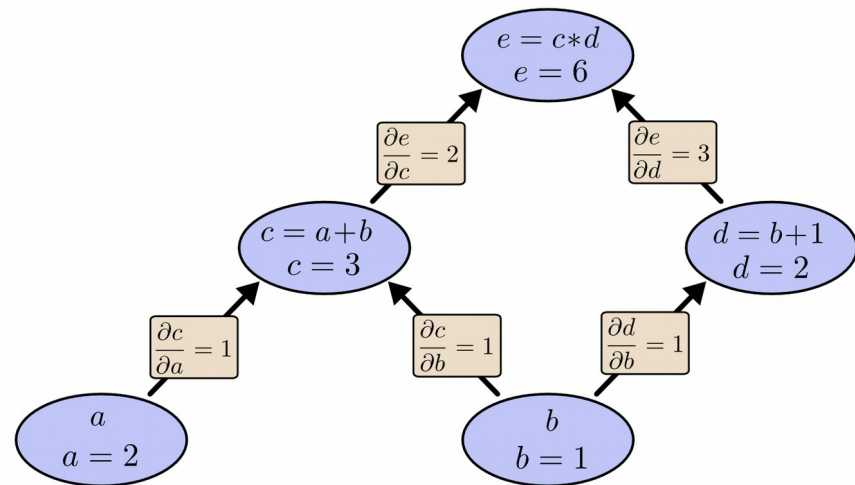 e = c*d
e = 6
∂e/∂c = 2
∂e/∂d = 3
c = a+b
c = 3
d = b+1
d = 2
∂c/∂a = 1
∂c/∂b = 1
∂d/∂b = 1
a
a = 2
b
b = 1